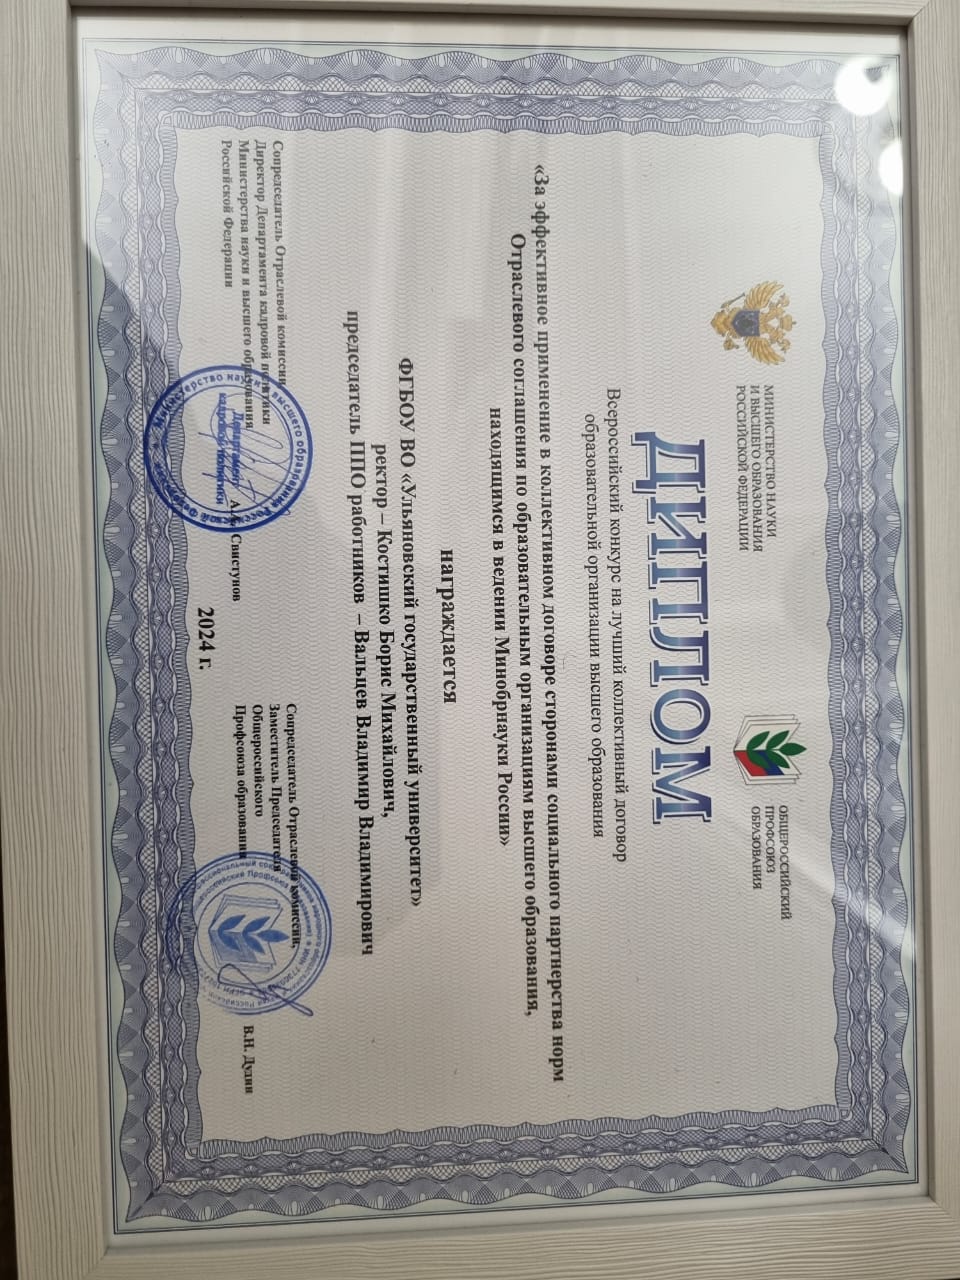 МИНИСТЕРСТВО НАУКИ
И ВЫСШЕГО ОБРАЗОВАНИЯ
РОССИЙСКОЙ ФЕДЕРАЦИИ
ОБЩЕРОССИЙСКИЙ
ПРОФСОЮЗ
ОБРАЗОВАНИЯ
ДИПЛОМ
Всероссийский конкурс на лучший коллективный договор
образовательной организации высшего образования
«За эффективное применение в коллективном договоре сторонами социального партнерства норм
Отраслевого соглашения по образовательным организациям высшего образования,
находящимся в ведении Минобрнауки России»
награждается
ФГБОУ ВО «Ульяновский государственный университет»
ректор – Костишко Борис Михайлович,
председатель ППО работников – Вальцев Владимир Владимирович
Сопредседатель Отраслевой комиссии
Директор Департамента кадровой политики
Министерства науки и высшего образования
Российской Федерации
Свистунов
Департамент
кадровой политики
Сопредседатель Отраслевой комиссии,
Заместитель Председателя
Общероссийского
Профсоюза образования
В.Н. Дудин
2024 г.